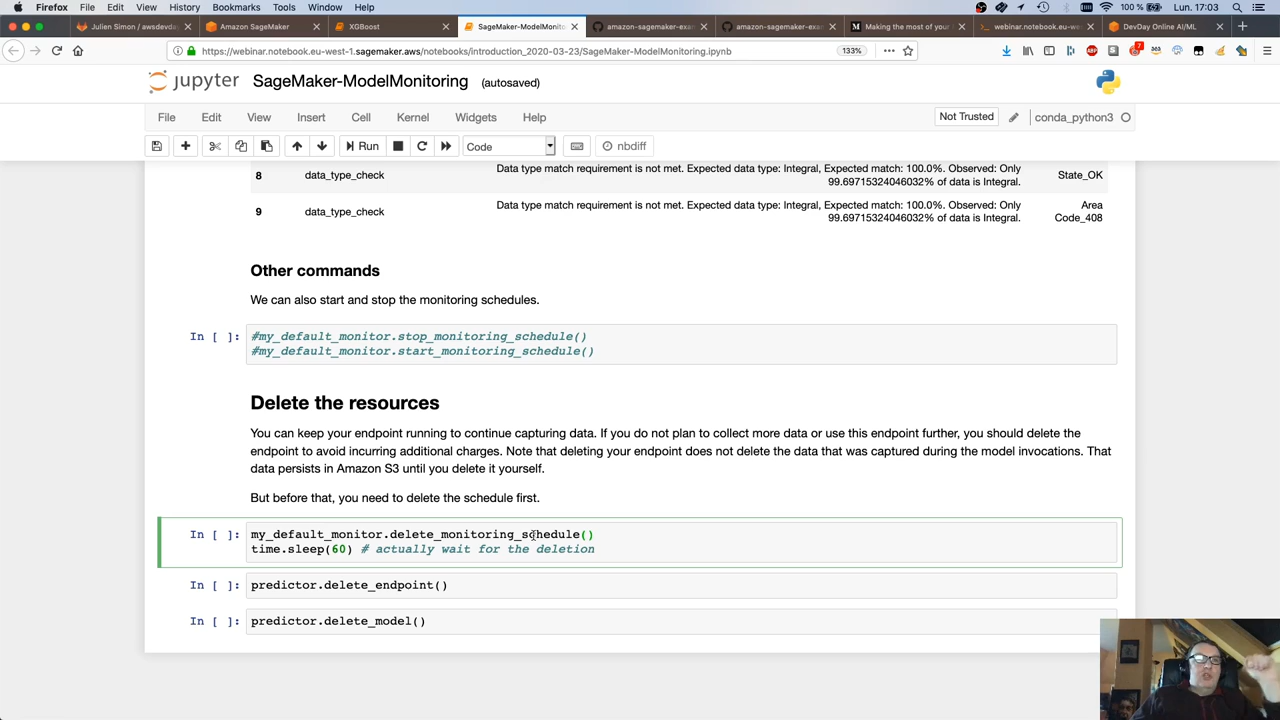 Firefox File Edit View History Bookmarks Tools Window Help 100 % Lun. 17:03
Julien Simon / awsdevdo
Amazon SageMaker
XGBoost
SageMaker-ModelMonito
amazon-sagemaker-exa
amazon-sagemaker-exa
Making the most of your
webinar.notebook.eu-we
DevDay Online AI/ML
https://webinar.notebook.eu-west-1.sagemaker.aws/notebooks/introduction_2020-03-23/SageMaker-ModelMonitoring.ipynb 133%
jupyter SageMaker-ModelMonitoring (autosaved)
File Edit View Insert Cell Kernel Widgets Help Not Trusted conda_python3
Run Code nbdiff
8 data_type_check Data type match requirement is not met. Expected data type: Integral, Expected match: 100.0%. Observed: Only State_OK
99.69715324046032% of data is Integral.
9 data_type_check Data type match requirement is not met. Expected data type: Integral, Expected match: 100.0%. Observed: Only Area
99.69715324046032% of data is Integral. Code_408
Other commands
We can also start and stop the monitoring schedules.
In [ ]: #my_default_monitor.stop_monitoring_schedule()
#my_default_monitor.start_monitoring_schedule()
Delete the resources
You can keep your endpoint running to continue capturing data. If you do not plan to collect more data or use this endpoint further, you should delete the
endpoint to avoid incurring additional charges. Note that deleting your endpoint does not delete the data that was captured during the model invocations. That
data persists in Amazon S3 until you delete it yourself.
But before that, you need to delete the schedule first.
In [ ]: my_default_monitor.delete_monitoring_schedule()
time.sleep(60) # actually wait for the deletion
In [ ]: predictor.delete_endpoint()
In [ ]: predictor.delete_model()